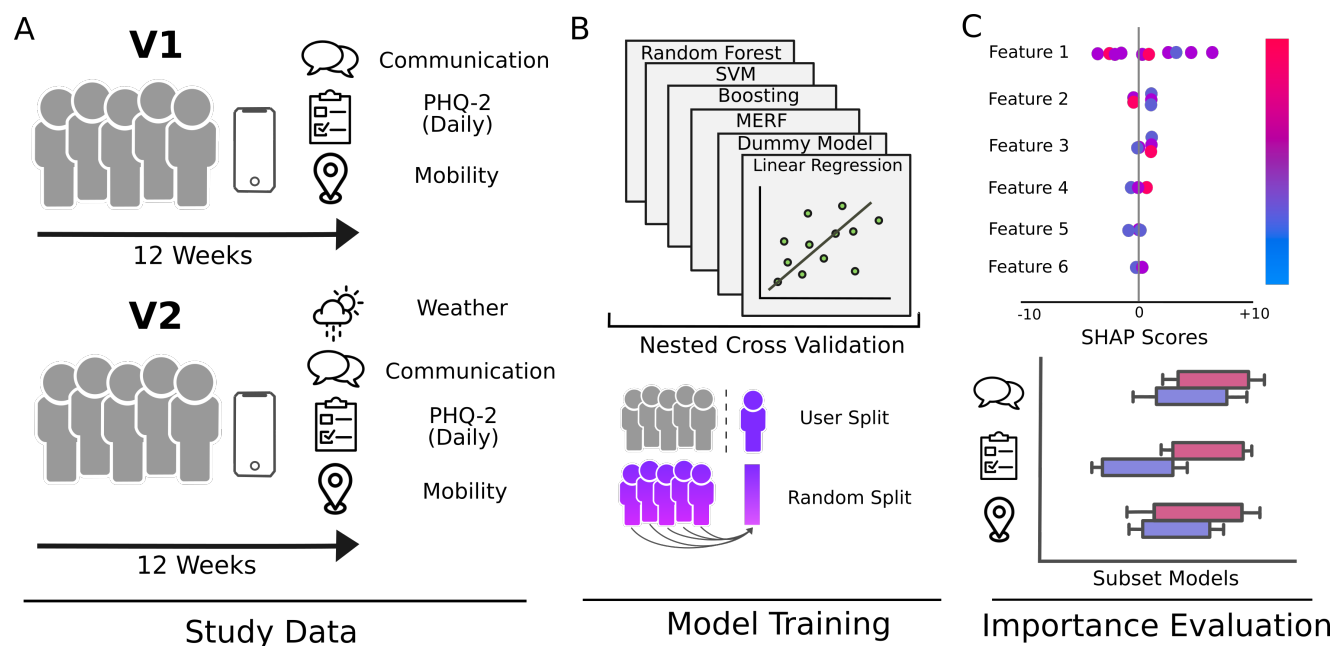 A
V1
Communication
PHQ-2
(Daily)
Mobility
12 Weeks
V2
Weather
Communication
PHQ-2
(Daily)
Mobility
12 Weeks
Study Data
B
Random Forest
SVM
Boosting
MERF
Dummy Model
Linear Regression
Nested Cross Validation
User Split
Random Split
Model Training
C
Feature 1
Feature 2
Feature 3
Feature 4
Feature 5
Feature 6
-10 0 +10
SHAP Scores
Subset Models
Importance Evaluation